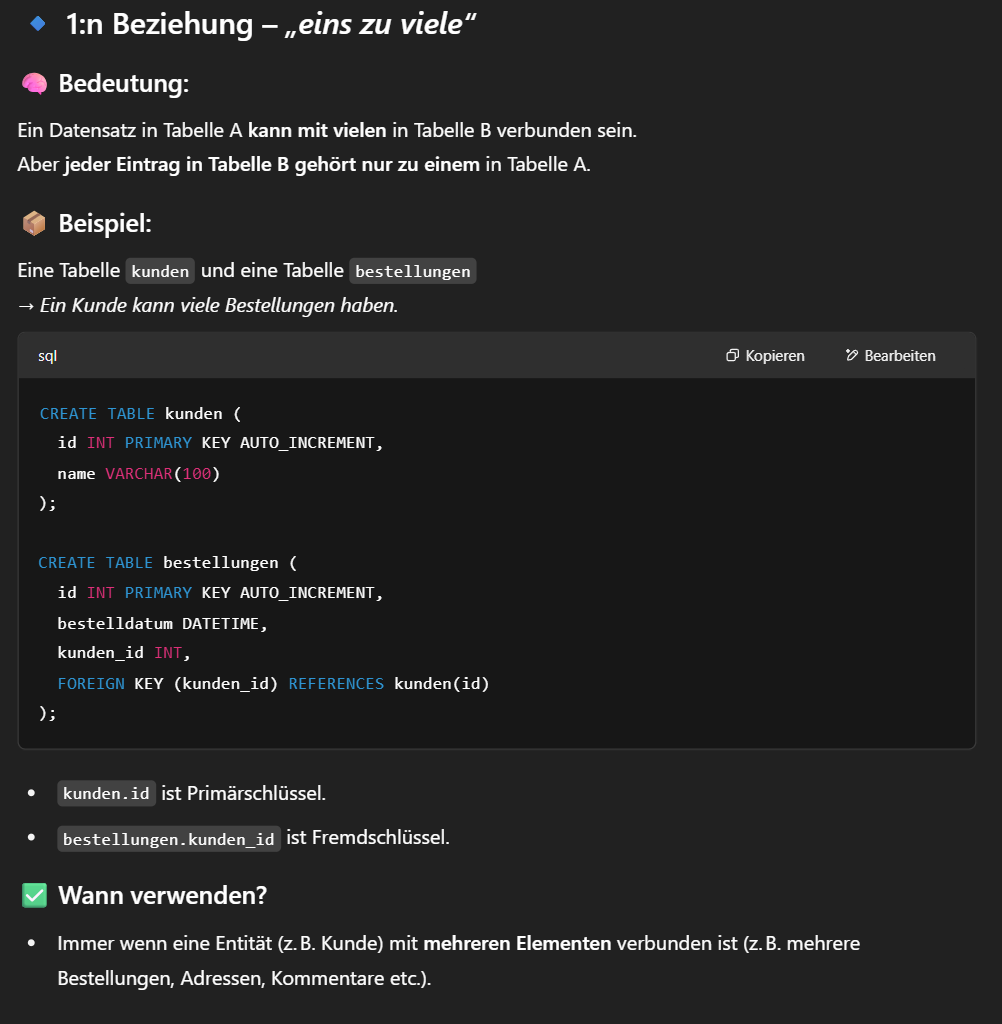 1:n Beziehung – „eins zu viele“
Bedeutung:
Ein Datensatz in Tabelle A kann mit vielen in Tabelle B verbunden sein.
Aber jeder Eintrag in Tabelle B gehört nur zu einem in Tabelle A.
Beispiel:
Eine Tabelle kunden und eine Tabelle bestellungen
→ Ein Kunde kann viele Bestellungen haben.
sql Kopieren Bearbeiten
CREATE TABLE kunden (
  id INT PRIMARY KEY AUTO_INCREMENT,
  name VARCHAR(100)
);
CREATE TABLE bestellungen (
  id INT PRIMARY KEY AUTO_INCREMENT,
  bestelldatum DATETIME,
  kunden_id INT,
  FOREIGN KEY (kunden_id) REFERENCES kunden(id)
);
• kunden.id ist Primärschlüssel.
• bestellungen.kunden_id ist Fremdschlüssel.
Wann verwenden?
• Immer wenn eine Entität (z. B. Kunde) mit mehreren Elementen verbunden ist (z. B. mehrere
Bestellungen, Adressen, Kommentare etc.).